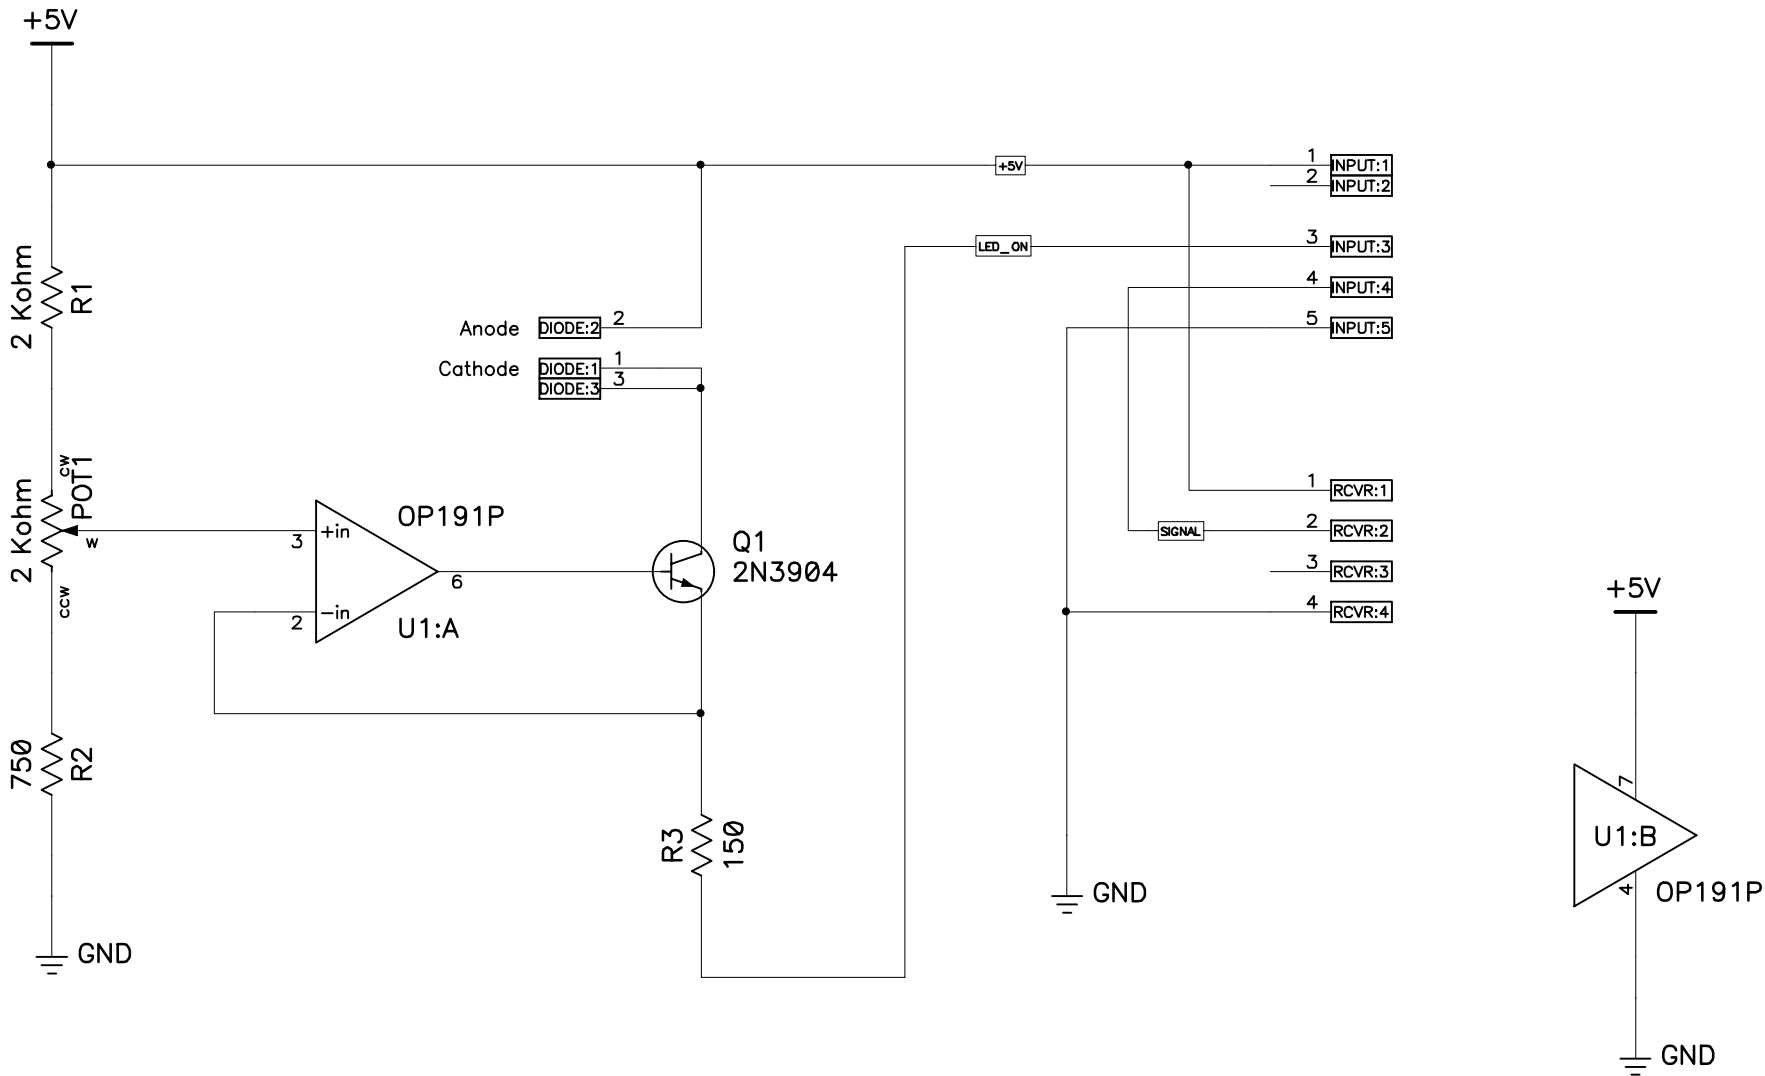 +5V
1
INPUT:1
+5V
2
INPUT:2
3
INPUT:3
LED_ON
4
INPUT:4
2 Kohm
R1
5
INPUT:5
Anode
DIODE:2
2
Cathode
DIODE:1
1
DIODE:3
3
cw
POT1
2 Kohm
w
ccw
1
RCVR:1
OP191P
+in
3
2
RCVR:2
SIGNAL
Q1
2N3904
3
RCVR:3
6
-in
2
U1:A
4
RCVR:4
+5V
750
R2
7
R3
150
U1:B
4
OP191P
GND
GND
GND